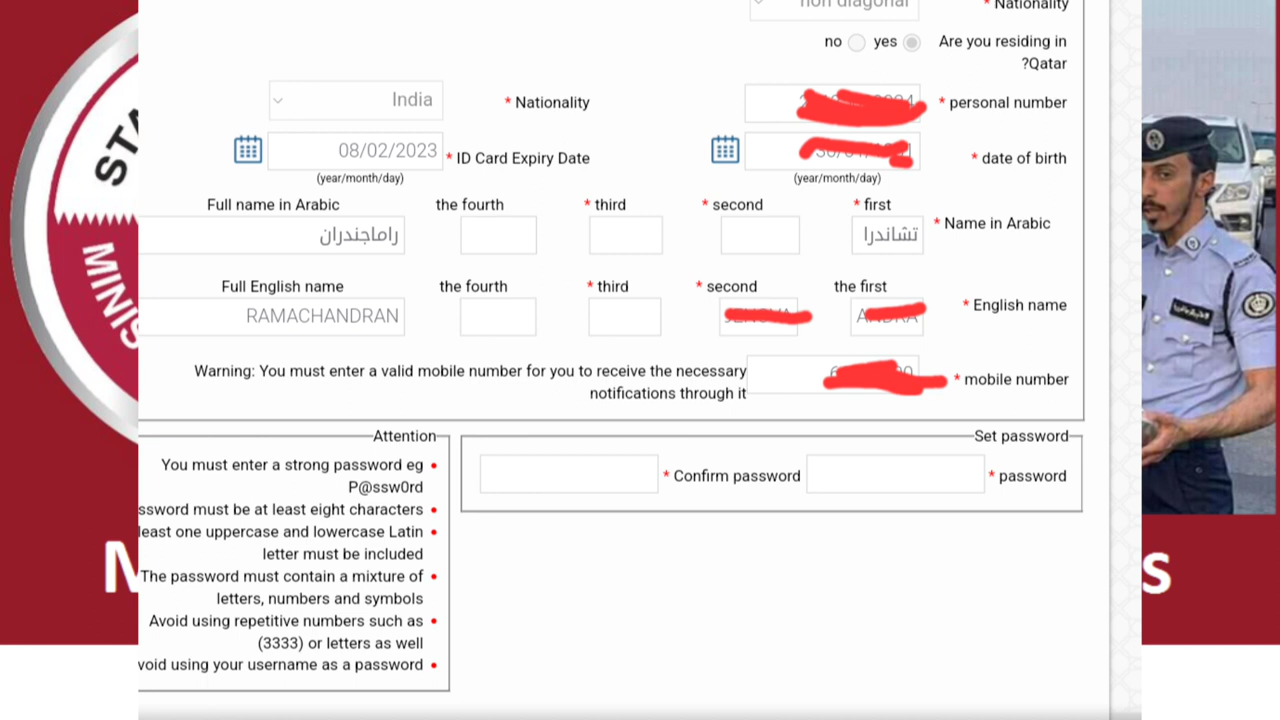 non diagonal * Nationality
no yes Are you residing in
?Qatar
India * Nationality * personal number
08/02/2023 * ID Card Expiry Date * date of birth
(year/month/day) (year/month/day)
Full name in Arabic the fourth * third * second * first
راماجندران تشاندرا * Name in Arabic
Full English name the fourth * third * second the first
RAMACHANDRAN * English name
Warning: You must enter a valid mobile number for you to receive the necessary * mobile number
notifications through it
Attention Set password
You must enter a strong password eg •
P@ssw0rd
* Confirm password * password
ssword must be at least eight characters •
least one uppercase and lowercase Latin •
letter must be included
The password must contain a mixture of •
letters, numbers and symbols
Avoid using repetitive numbers such as •
(3333) or letters as well
void using your username as a password •
STA
MINIS
M
S